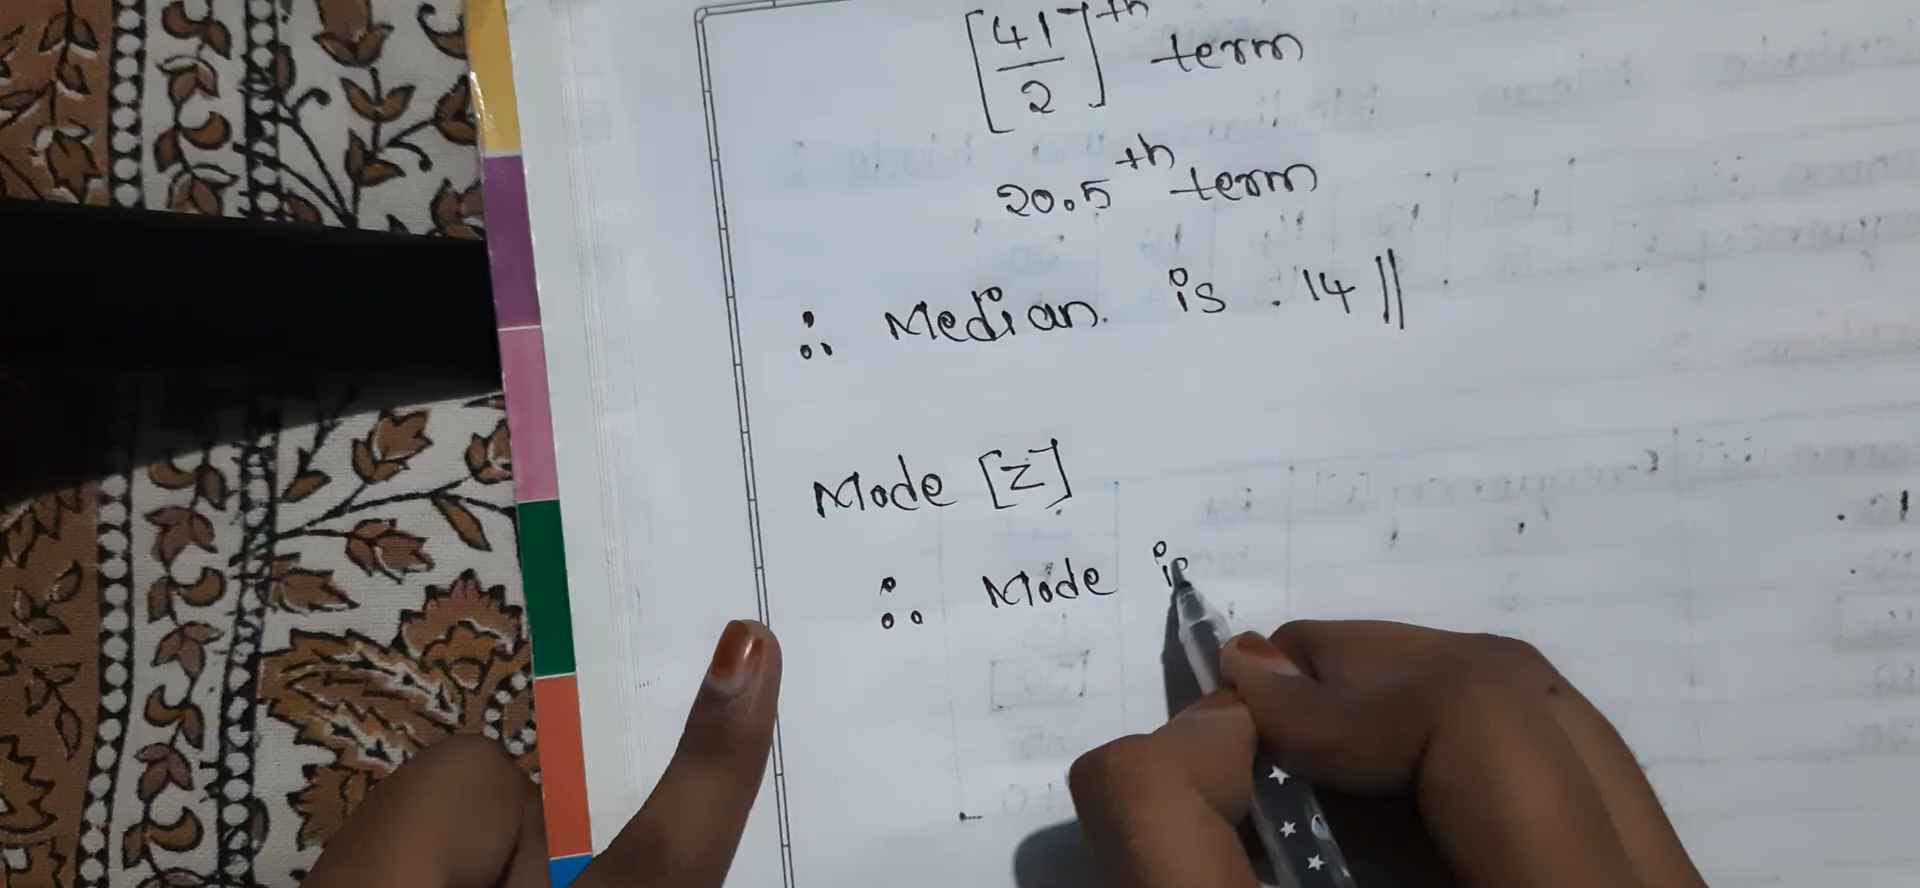 [41/2]th term
20.5th term
∴ Median is 14 ||
Mode [Z]
∴ Mode is